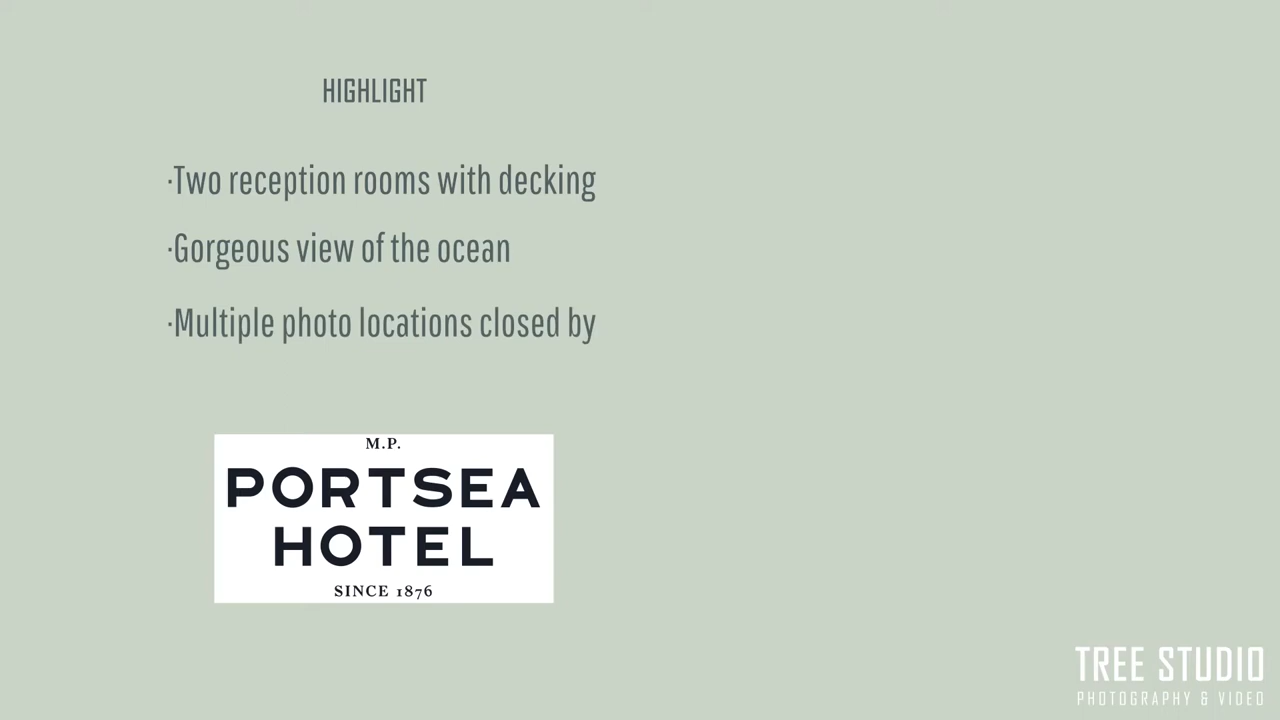 HIGHLIGHT
·Two reception rooms with decking
·Gorgeous view of the ocean
·Multiple photo locations closed by
M.P.
PORTSEA
HOTEL
SINCE 1876
TREE STUDIO
PHOTOGRAPHY & VIDEO